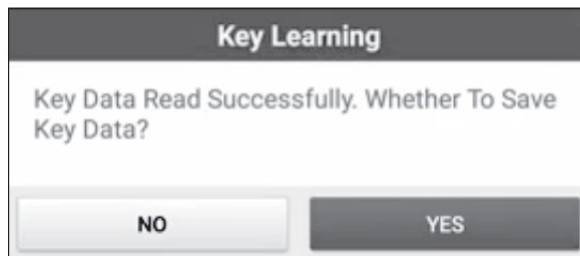 Key Learning
Key Data Read Successfully. Whether To Save
Key Data?
NO
YES